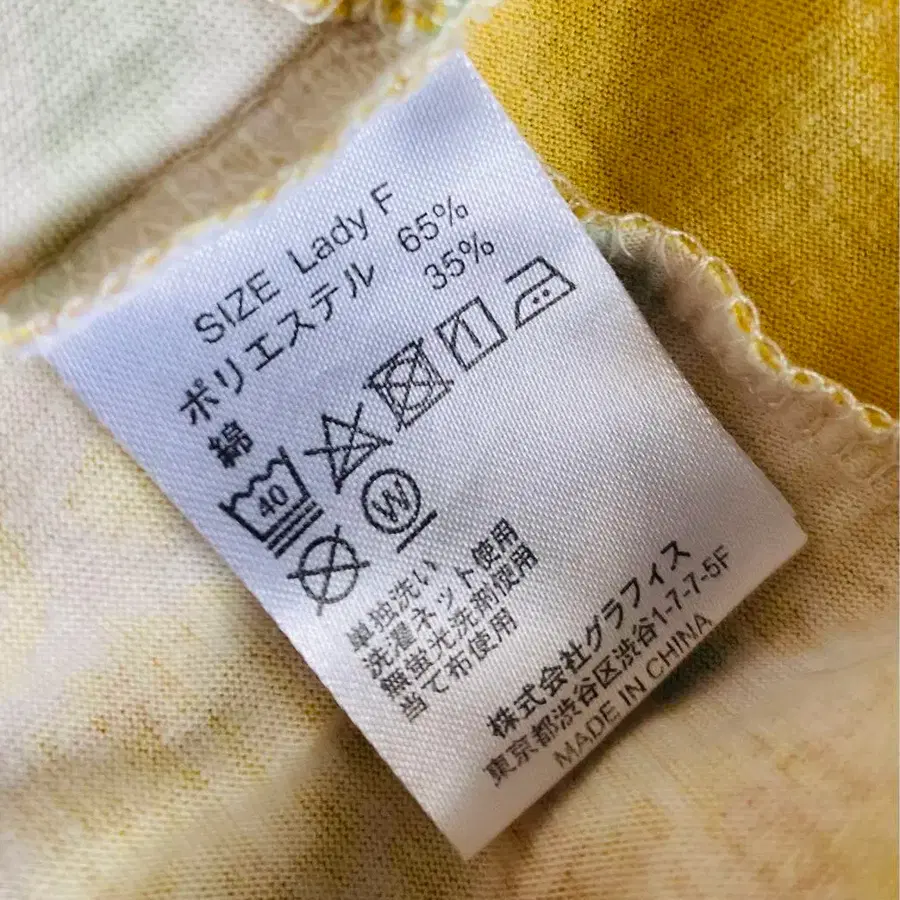 SIZE Lady F
ポリエステル 65%
綿 35%
40
W
単独洗い
洗濯ネット使用
無蛍光洗剤使用
当て布使用
株式会社グラフィス
東京都渋谷区渋谷1-7-7-5F
MADE IN CHINA